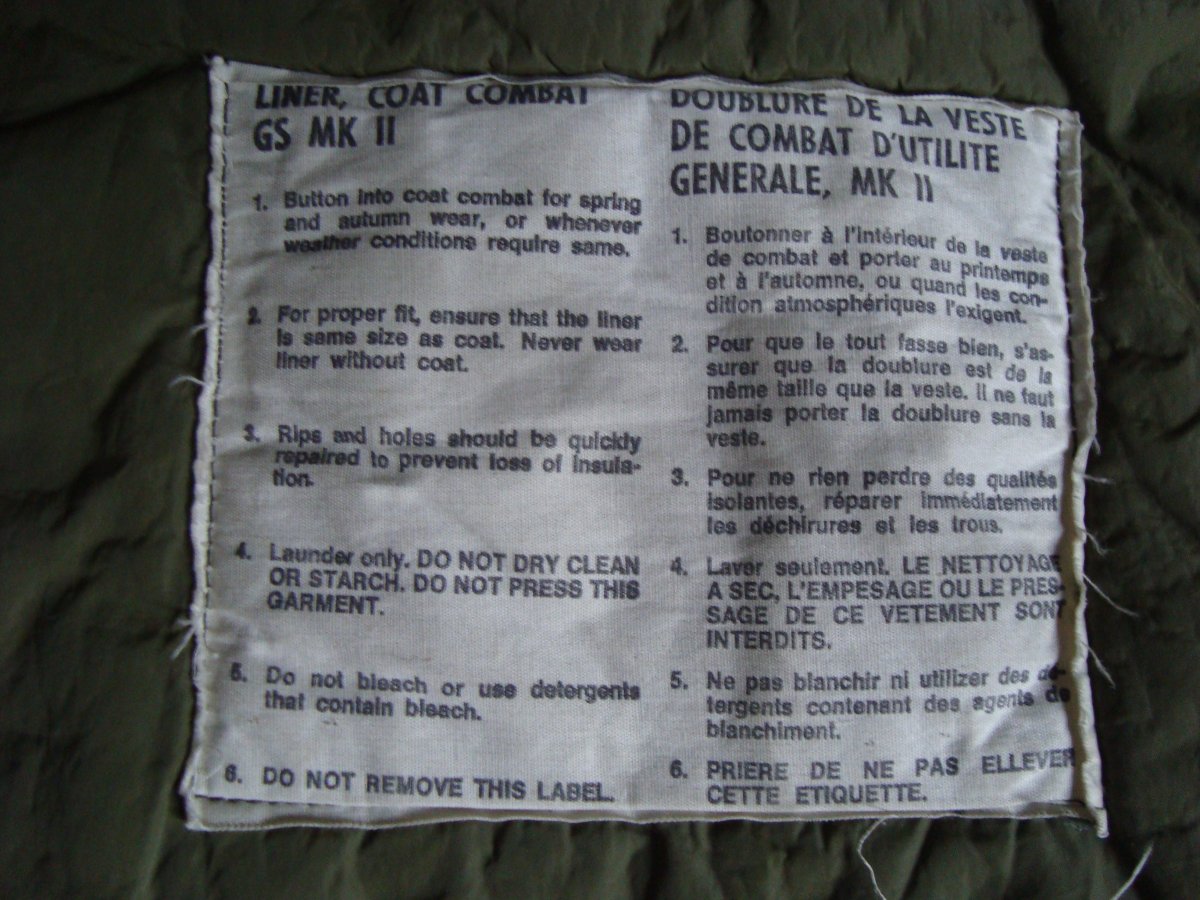 LINER, COAT COMBAT
GS MK II
1. Button into coat combat for spring
and autumn wear, or whenever
weather conditions require same.
2. For proper fit, ensure that the liner
is same size as coat. Never wear
liner without coat.
3. Rips and holes should be quickly
repaired to prevent loss of insula-
tion.
4. Launder only. DO NOT DRY CLEAN
OR STARCH. DO NOT PRESS THIS
GARMENT.
5. Do not bleach or use detergents
that contain bleach.
6. DO NOT REMOVE THIS LABEL.
DOUBLURE DE LA VESTE
DE COMBAT D'UTILITE
GENERALE, MK II
1. Boutonner à l'intérieur de la veste
de combat et porter au printemps
et à l'automne, ou quand les con-
dition atmosphériques l'exigent.
2. Pour que le tout fasse bien, s'as-
surer que la doublure est de la
même taille que la veste. Il ne faut
jamais porter la doublure sans la
veste.
3. Pour ne rien perdre des qualités
isolantes, réparer immédiatement
les déchirures et les trous.
4. Laver seulement. LE NETTOYAGE
A SEC, L'EMPESAGE OU LE PRES-
SAGE DE CE VETEMENT SONT
INTERDITS.
5. Ne pas blanchir ni utiliser des dé-
tergents contenant des agents de
blanchiment.
6. PRIERE DE NE PAS ELLEVER
CETTE ETIQUETTE.